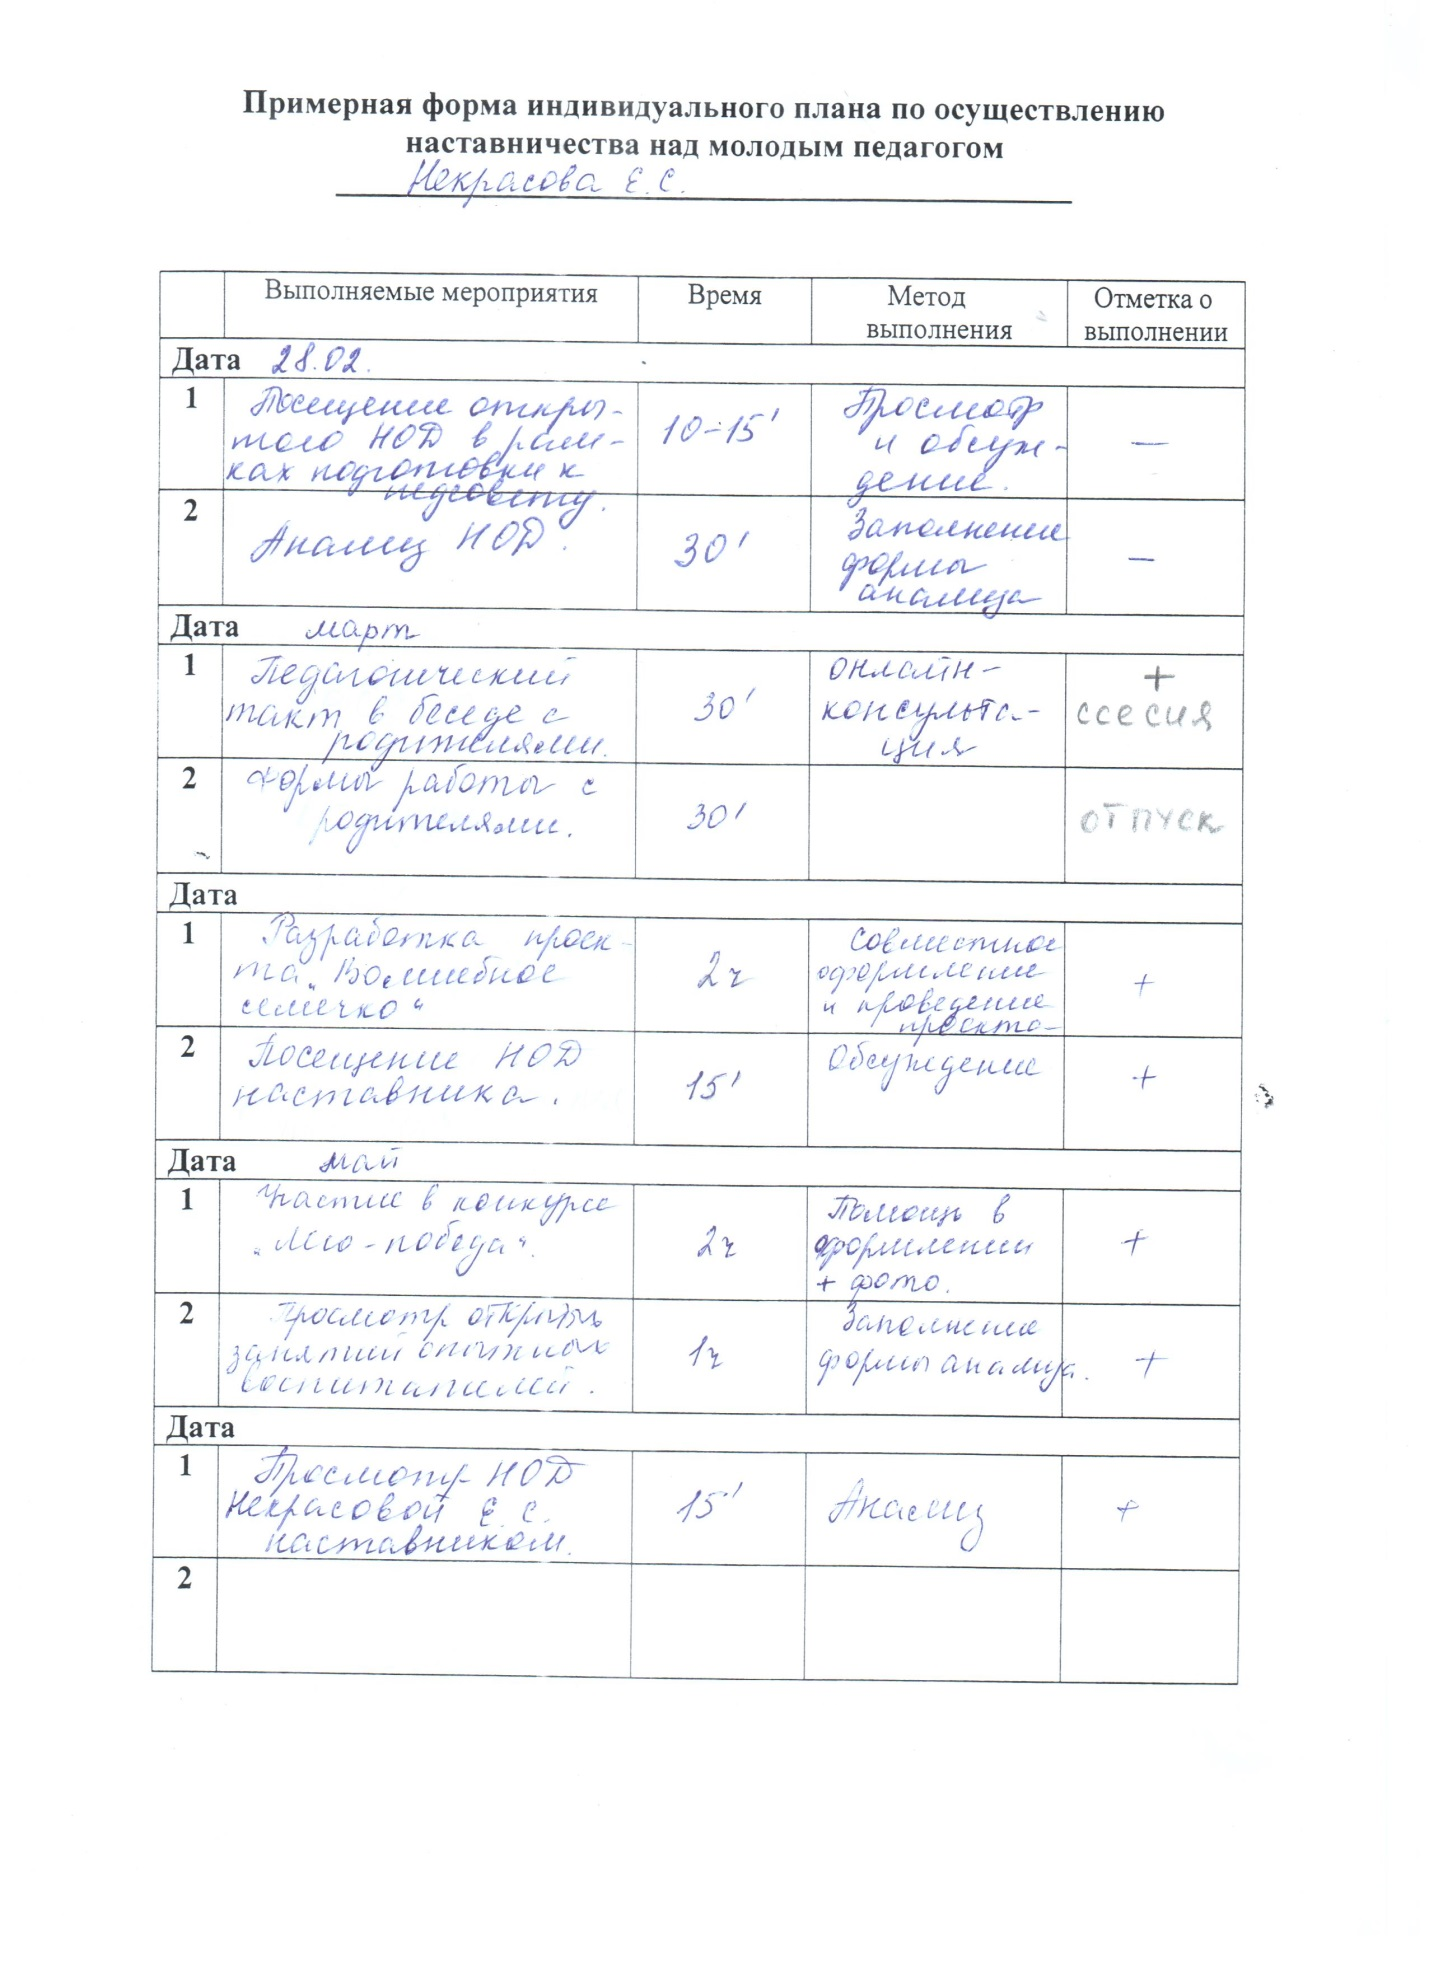 Примерная форма индивидуального плана по осуществлению
наставничества над молодым педагогом
Некрасова Е.С.
Выполняемые мероприятия
Время
Метод
выполнения
Отметка о
выполнении
Дата 28.02.
1
Посещение откры-
того НОД в рам-
ках подготовки к
педсовету.
10-15'
Просмотр
и обсуж-
дение.
—
2
Анализ НОД.
30'
Заполнение
формы
анализа
—
Дата март
1
Педагогический
такт в беседе с
родителями.
30'
онлайн-
консульта-
ция
+
ссесия
2
Формы работы с
родителями.
30'
отпуск
Дата
1
Разработка проек-
та „Волшебное
семечко“
2ч
Совместное
оформление
и проведение
проекта
+
2
Посещение НОД
наставника.
15'
Обсуждение
+
Дата май
1
Участие в конкурсе
„Лего-победа“.
2ч
Помощь в
оформлении
+ фото.
+
2
Просмотр открытых
занятий опытных
воспитателей.
1ч
Заполнение
формы анализа.
+
Дата
1
Просмотр НОД
Некрасовой Е.С.
наставником.
15'
Анализ
+
2